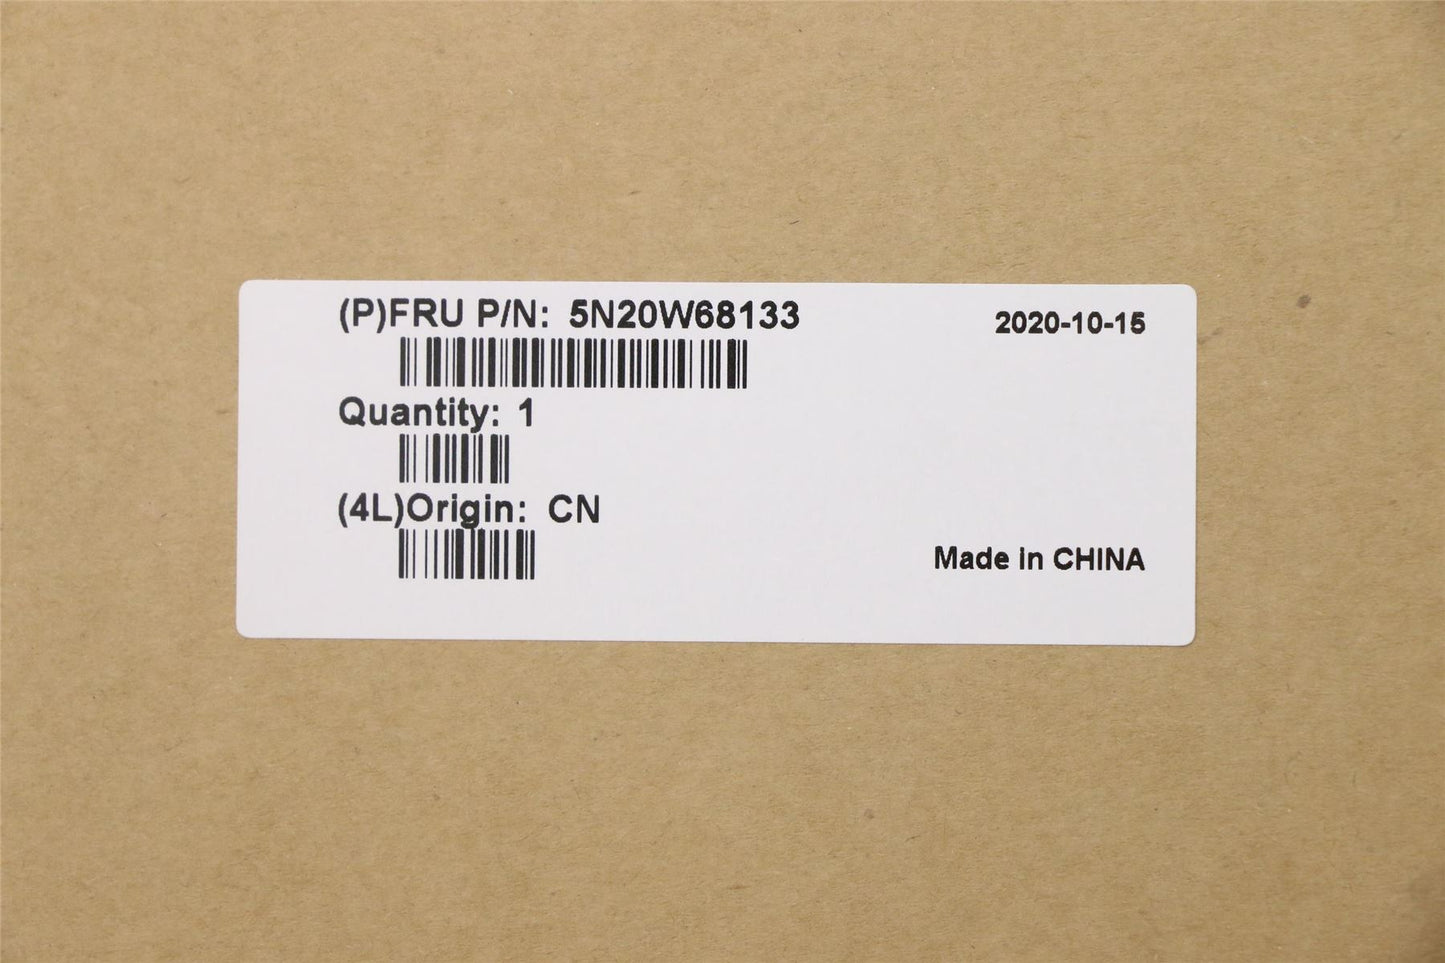 (P)FRU P/N: 5N20W68133
2020-10-15
Quantity: 1
(4L)Origin: CN
Made in CHINA